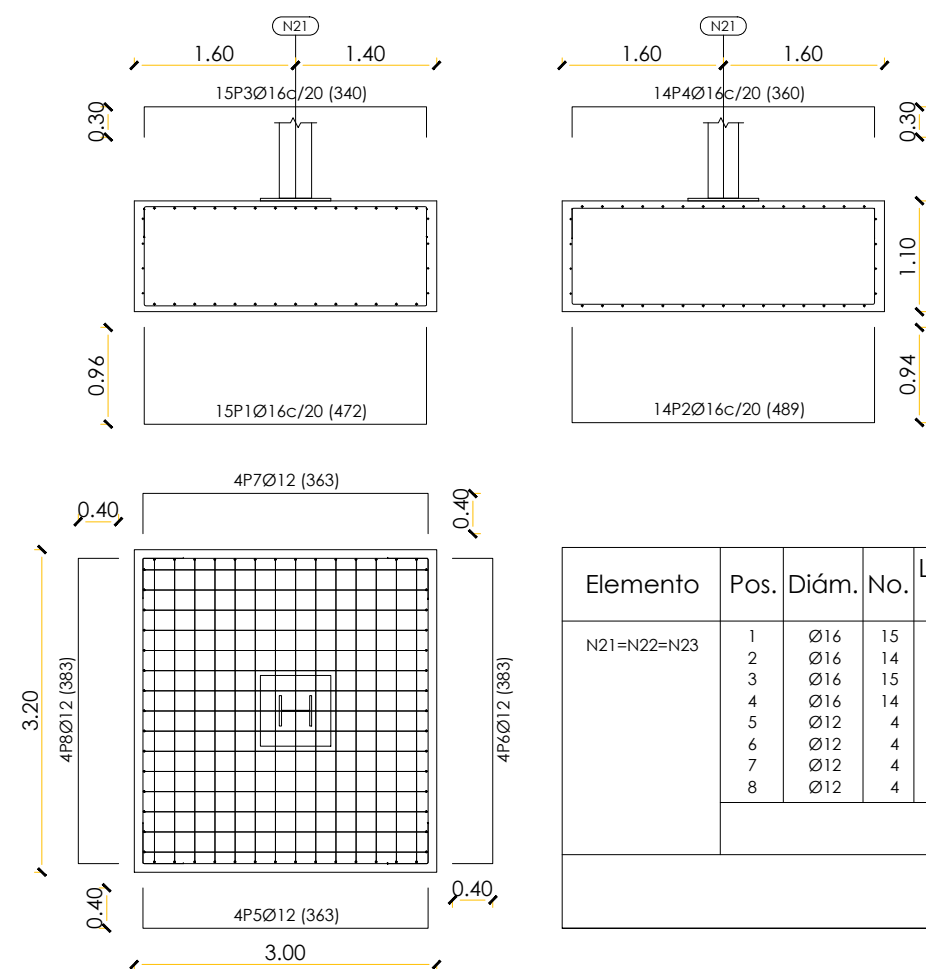 N21
1.60 1.40
15P3Ø16c/20 (340)
0.30
0.96
15P1Ø16c/20 (472)
N21
1.60 1.60
14P4Ø16c/20 (360)
0.30
1.10
0.94
14P2Ø16c/20 (489)
4P7Ø12 (363)
0.40
0.40
3.20
4P8Ø12 (383)
4P6Ø12 (383)
0.40
4P5Ø12 (363)
0.40
3.00
Elemento Pos. Diám. No. L
N21=N22=N23 1 Ø16 15
2 Ø16 14
3 Ø16 15
4 Ø16 14
5 Ø12 4
6 Ø12 4
7 Ø12 4
8 Ø12 4